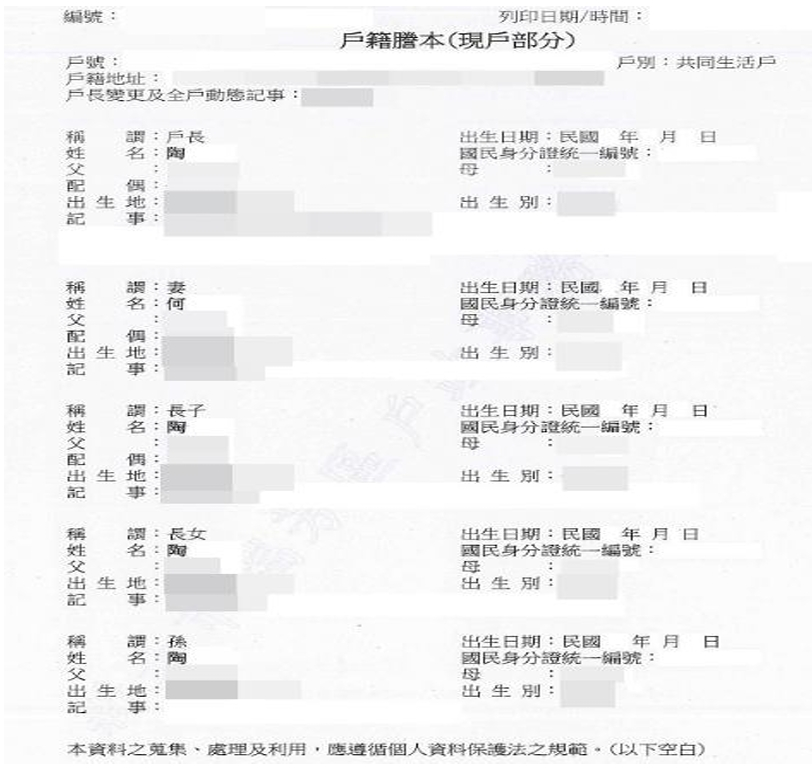 編號： 列印日期/時間：
戶籍謄本(現戶部分)
戶號： 戶別：共同生活戶
戶籍地址：
戶長變更及全戶動態記事：
稱謂：戶長 出生日期：民國 年 月 日
姓名：陶 國民身分證統一編號：
父： 母：
配偶：
出生地： 出生別：
記事：
稱謂：妻 出生日期：民國 年 月 日
姓名：何 國民身分證統一編號：
父： 母：
配偶：
出生地： 出生別：
記事：
稱謂：長子 出生日期：民國 年 月 日
姓名：陶 國民身分證統一編號：
父： 母：
配偶：
出生地： 出生別：
記事：
稱謂：長女 出生日期：民國 年 月 日
姓名：陶 國民身分證統一編號：
父： 母：
出生地： 出生別：
記事：
稱謂：孫 出生日期：民國 年 月 日
姓名：陶 國民身分證統一編號：
父： 母：
出生地： 出生別：
記事：
本資料之蒐集、處理及利用，應遵循個人資料保護法之規範。(以下空白)